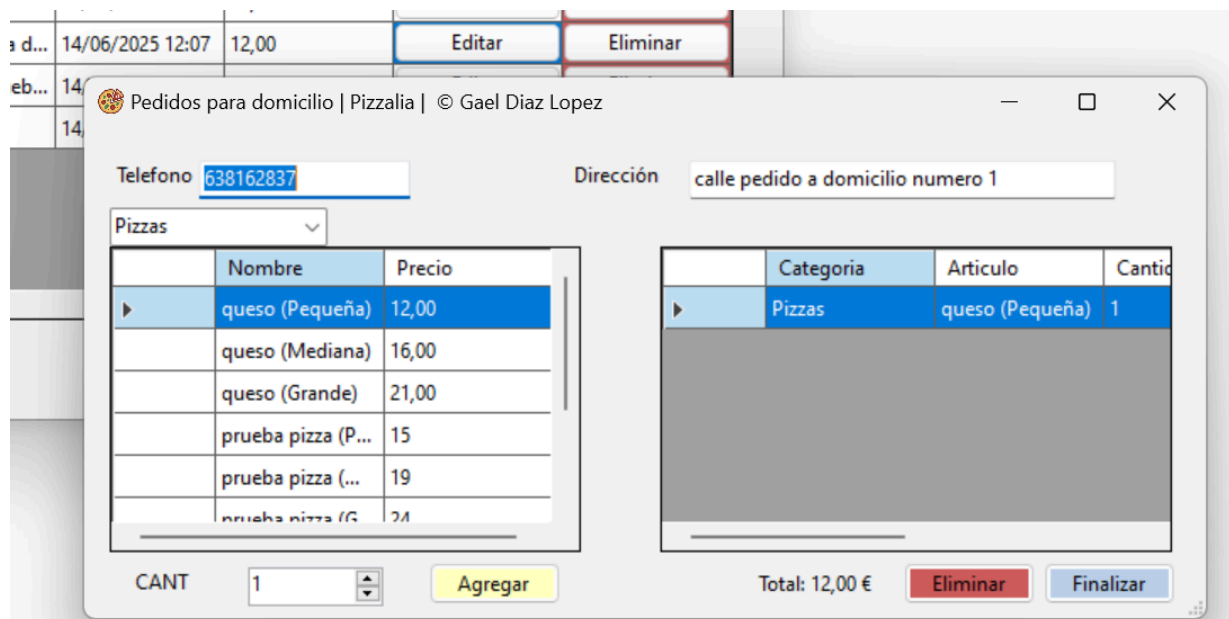 a d... 14/06/2025 12:07 12,00 Editar Eliminar
eb... 14
14
Pedidos para domicilio | Pizzalia | © Gael Diaz Lopez
Telefono 638162837 Dirección calle pedido a domicilio numero 1
Pizzas
Nombre Precio
queso (Pequeña) 12,00
queso (Mediana) 16,00
queso (Grande) 21,00
prueba pizza (P... 15
prueba pizza (... 19
prueba pizza (G 24
Categoria Articulo Cantid
Pizzas queso (Pequeña) 1
CANT 1 Agregar Total: 12,00 € Eliminar Finalizar